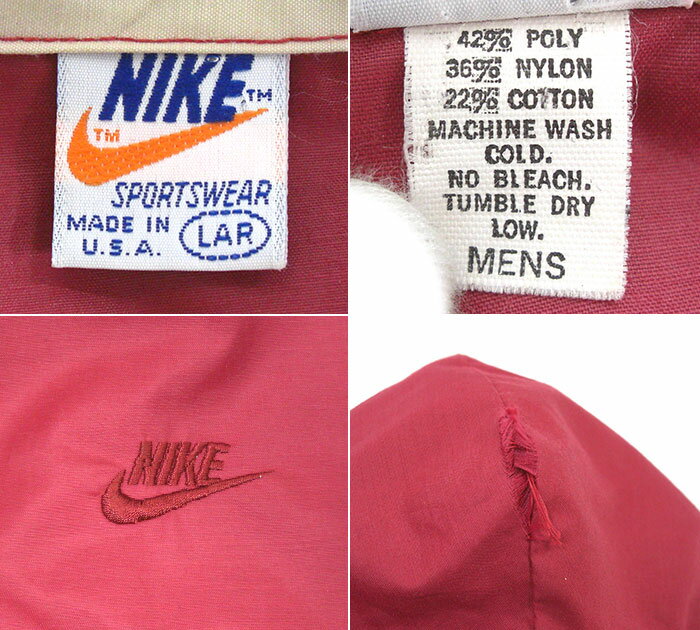 NIKE TM
TM
SPORTSWEAR
MADE IN
U.S.A. LAR
42% POLY
36% NYLON
22% COTTON
MACHINE WASH
COLD.
NO BLEACH.
TUMBLE DRY
LOW.
MENS
NIKE